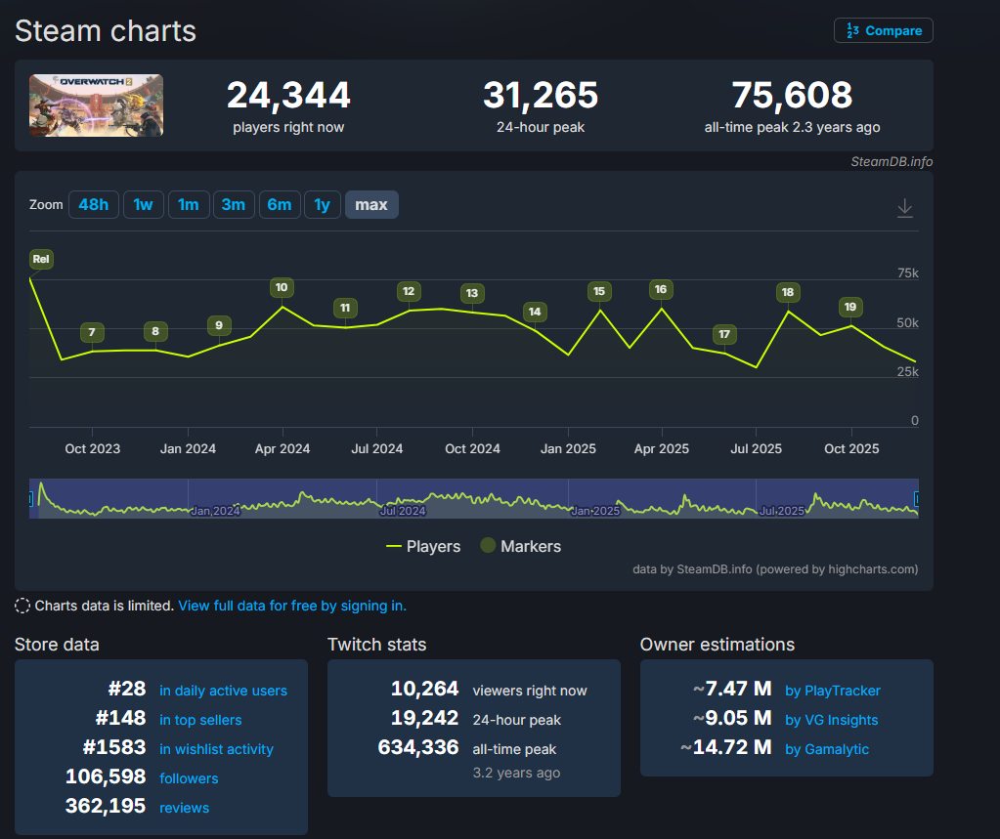 Steam charts
Compare
OVERWATCH 2
24,344 31,265 75,608
players right now 24-hour peak all-time peak 2.3 years ago
SteamDB.info
Zoom 48h 1w 1m 3m 6m 1y max
Rel
75k
10 12 13 15 16 18
11 14 19
7 8 9 17
50k
25k
0
Oct 2023 Jan 2024 Apr 2024 Jul 2024 Oct 2024 Jan 2025 Apr 2025 Jul 2025 Oct 2025
Jan 2024 Jul 2024 Jan 2025 Jul 2025
Players Markers
data by SteamDB.info (powered by highcharts.com)
Charts data is limited. View full data for free by signing in.
Store data
#28 in daily active users
#148 in top sellers
#1583 in wishlist activity
106,598 followers
362,195 reviews
Twitch stats
10,264 viewers right now
19,242 24-hour peak
634,336 all-time peak
3.2 years ago
Owner estimations
~7.47 M by PlayTracker
~9.05 M by VG Insights
~14.72 M by Gamalytic